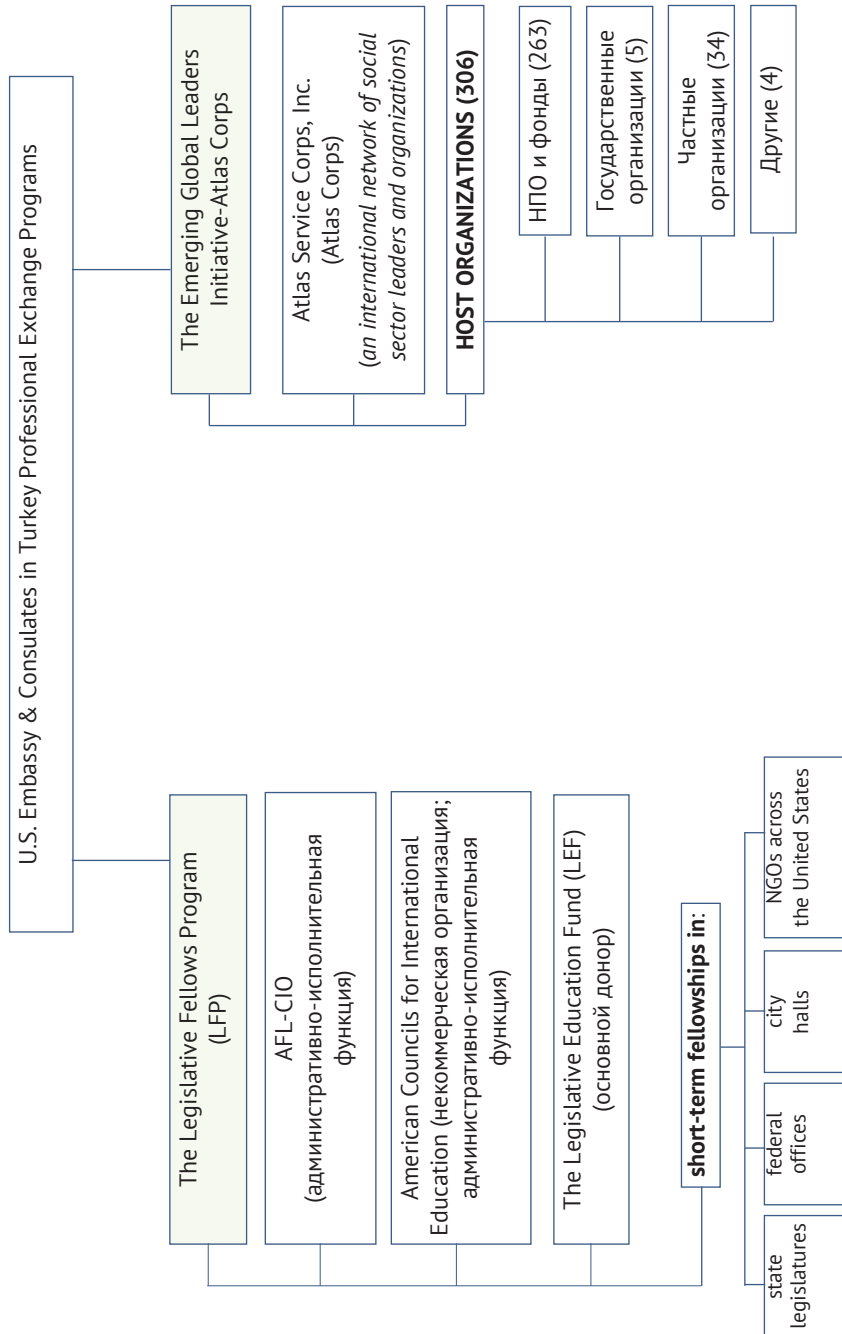 U.S. Embassy & Consulates in Turkey Professional Exchange Programs
The Legislative Fellows Program
(LFP)
AFL-CIO
(административно-исполнительная
функция)
American Councils for International
Education (некоммерческая организация;
административно-исполнительная
функция)
The Legislative Education Fund (LEF)
(основной донор)
short-term fellowships in:
state
legislatures
federal
offices
city
halls
NGOs across
the United States
The Emerging Global Leaders
Initiative-Atlas Corps
Atlas Service Corps, Inc.
(Atlas Corps)
(an international network of social
sector leaders and organizations)
HOST ORGANIZATIONS (306)
НПО и фонды (263)
Государственные
организации (5)
Частные
организации (34)
Другие (4)